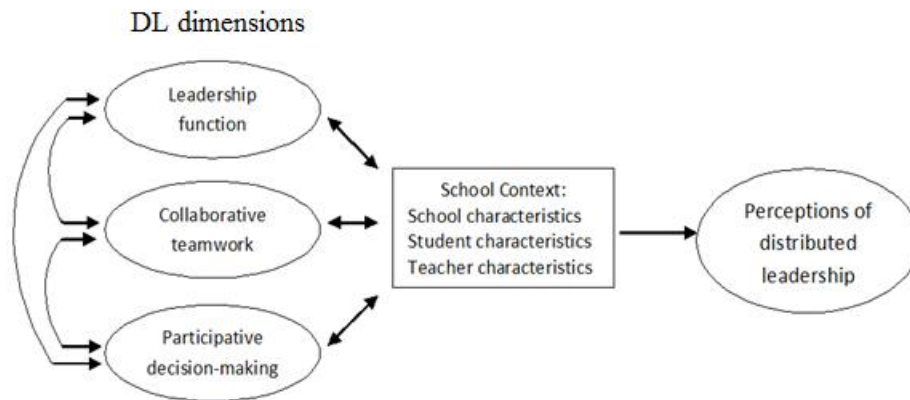 DL dimensions
Leadership
function
Collaborative
teamwork
Participative
decision-making
School Context:
School characteristics
Student characteristics
Teacher characteristics
Perceptions of
distributed
leadership